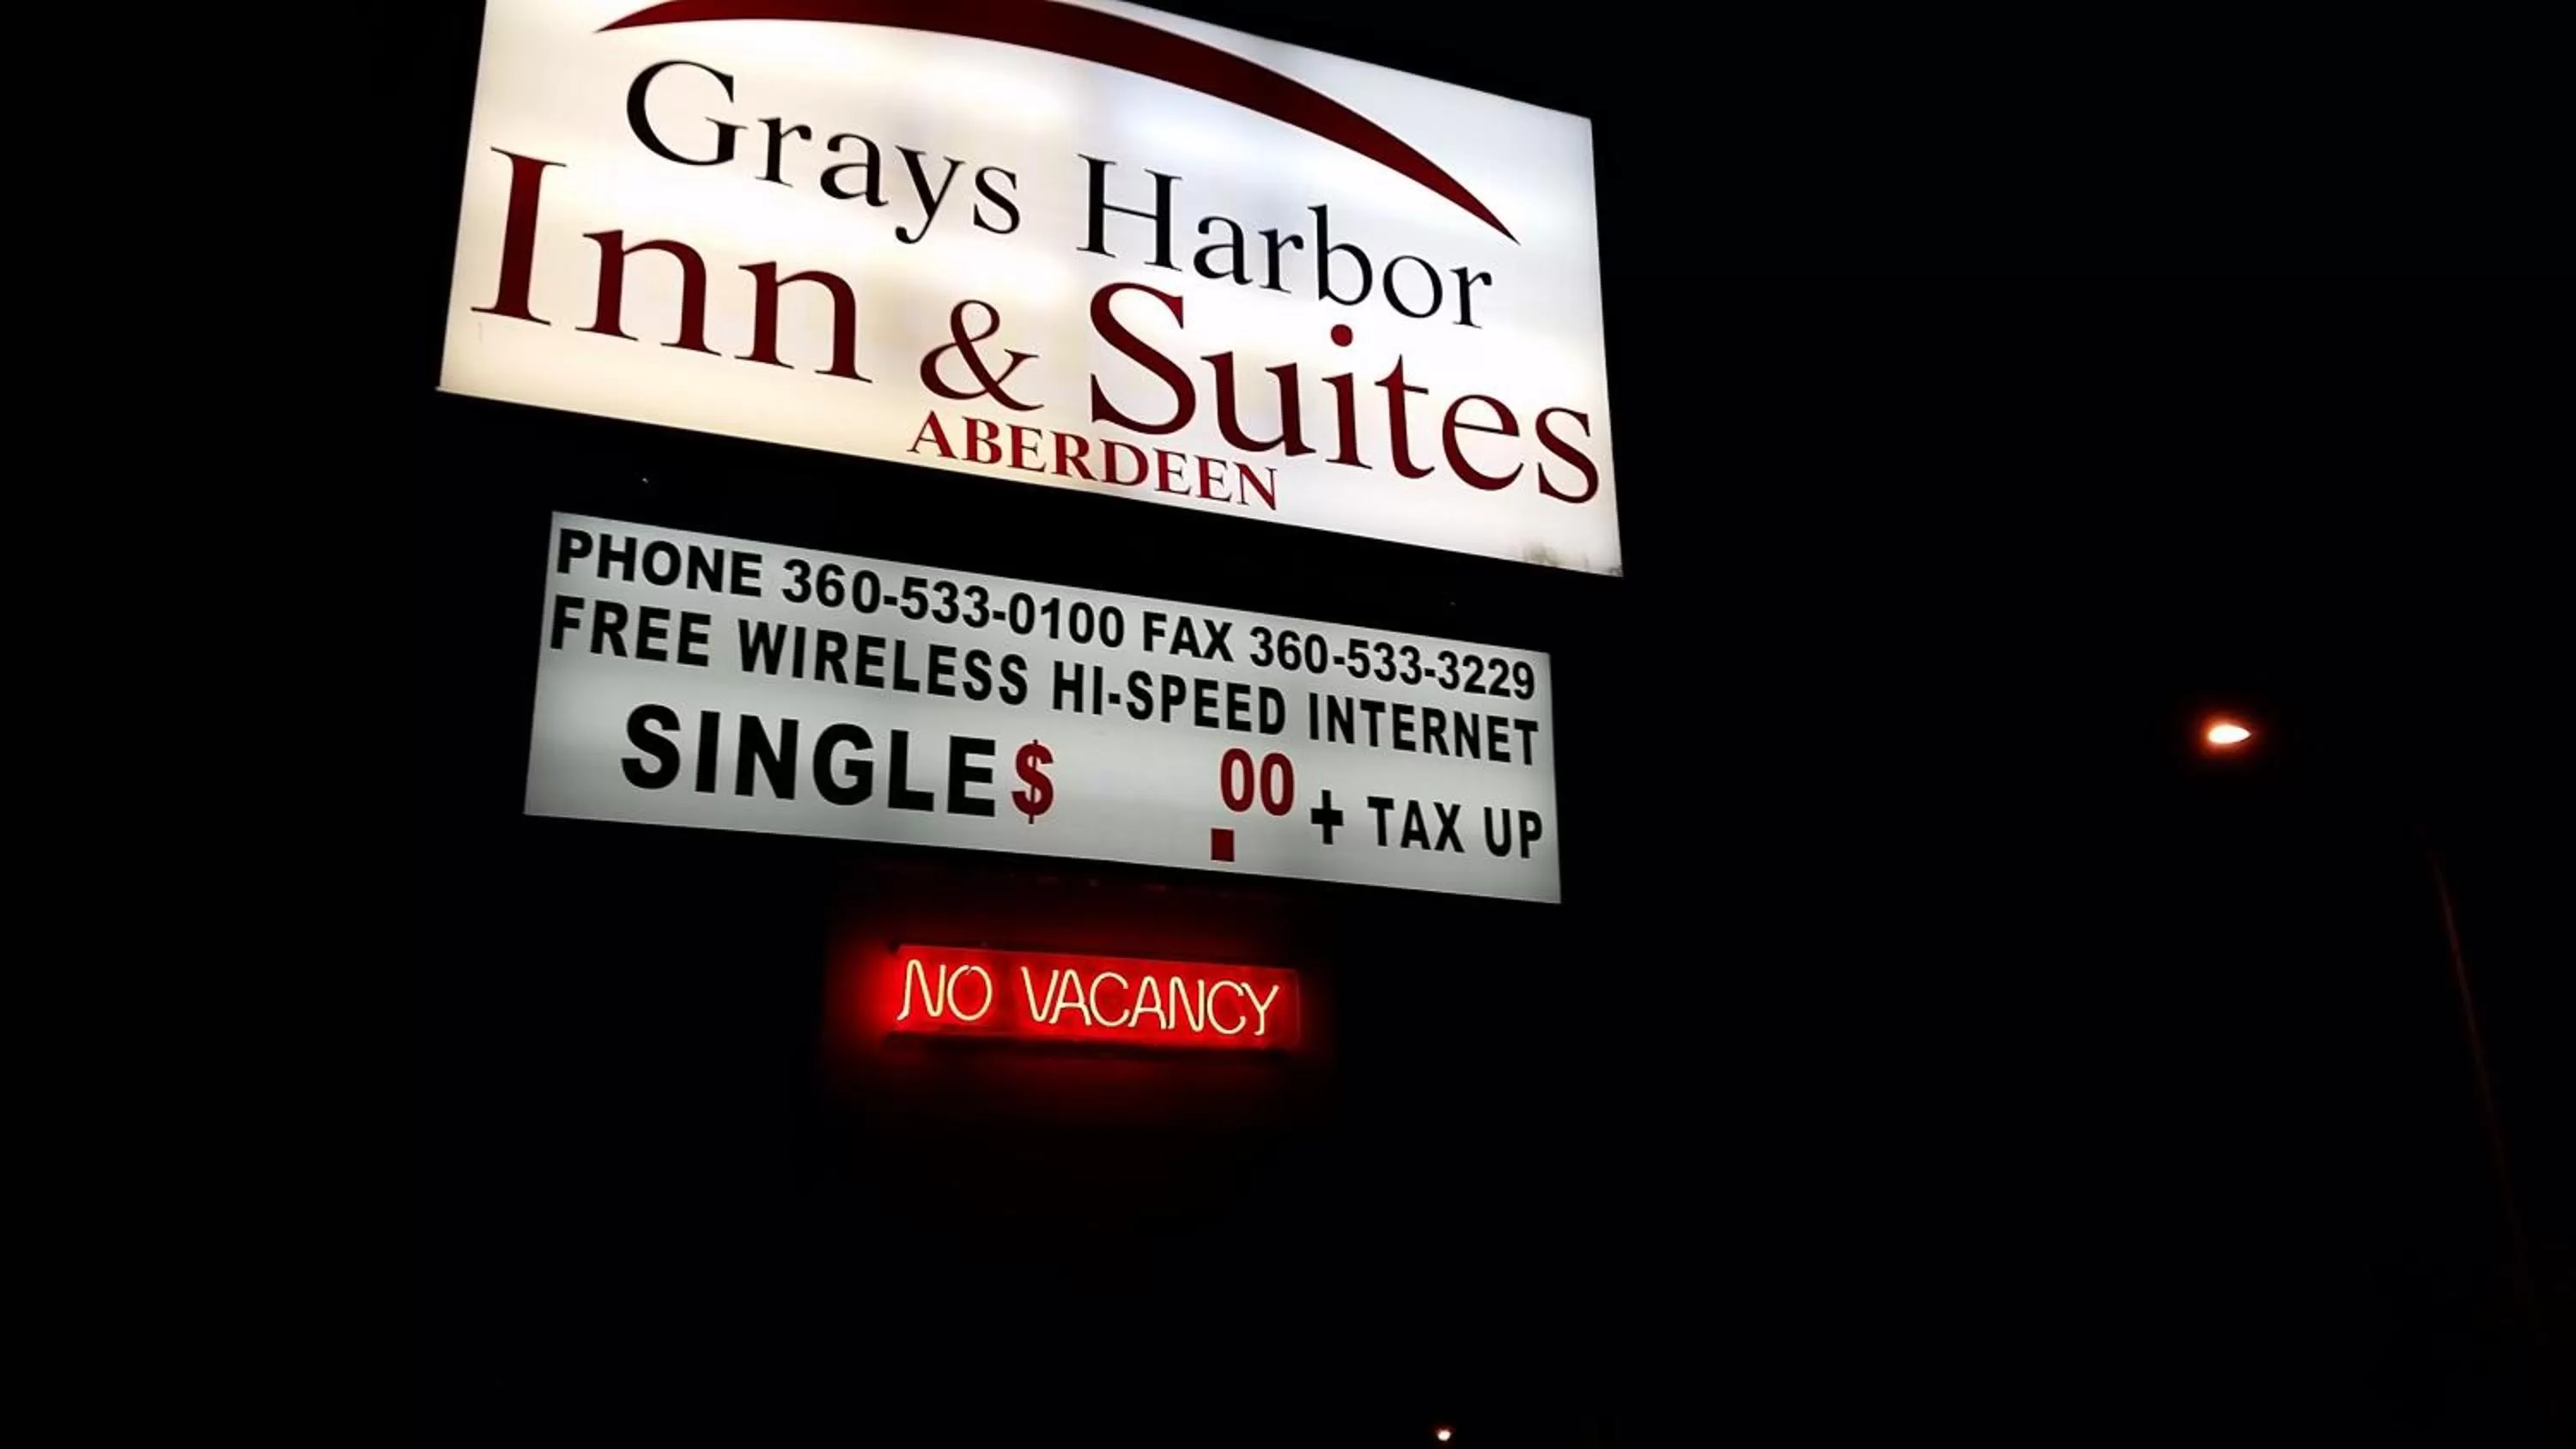 Grays Harbor
Inn & Suites
ABERDEEN
PHONE 360-533-0100 FAX 360-533-3229
FREE WIRELESS HI-SPEED INTERNET
SINGLE $ .00 + TAX UP
NO VACANCY